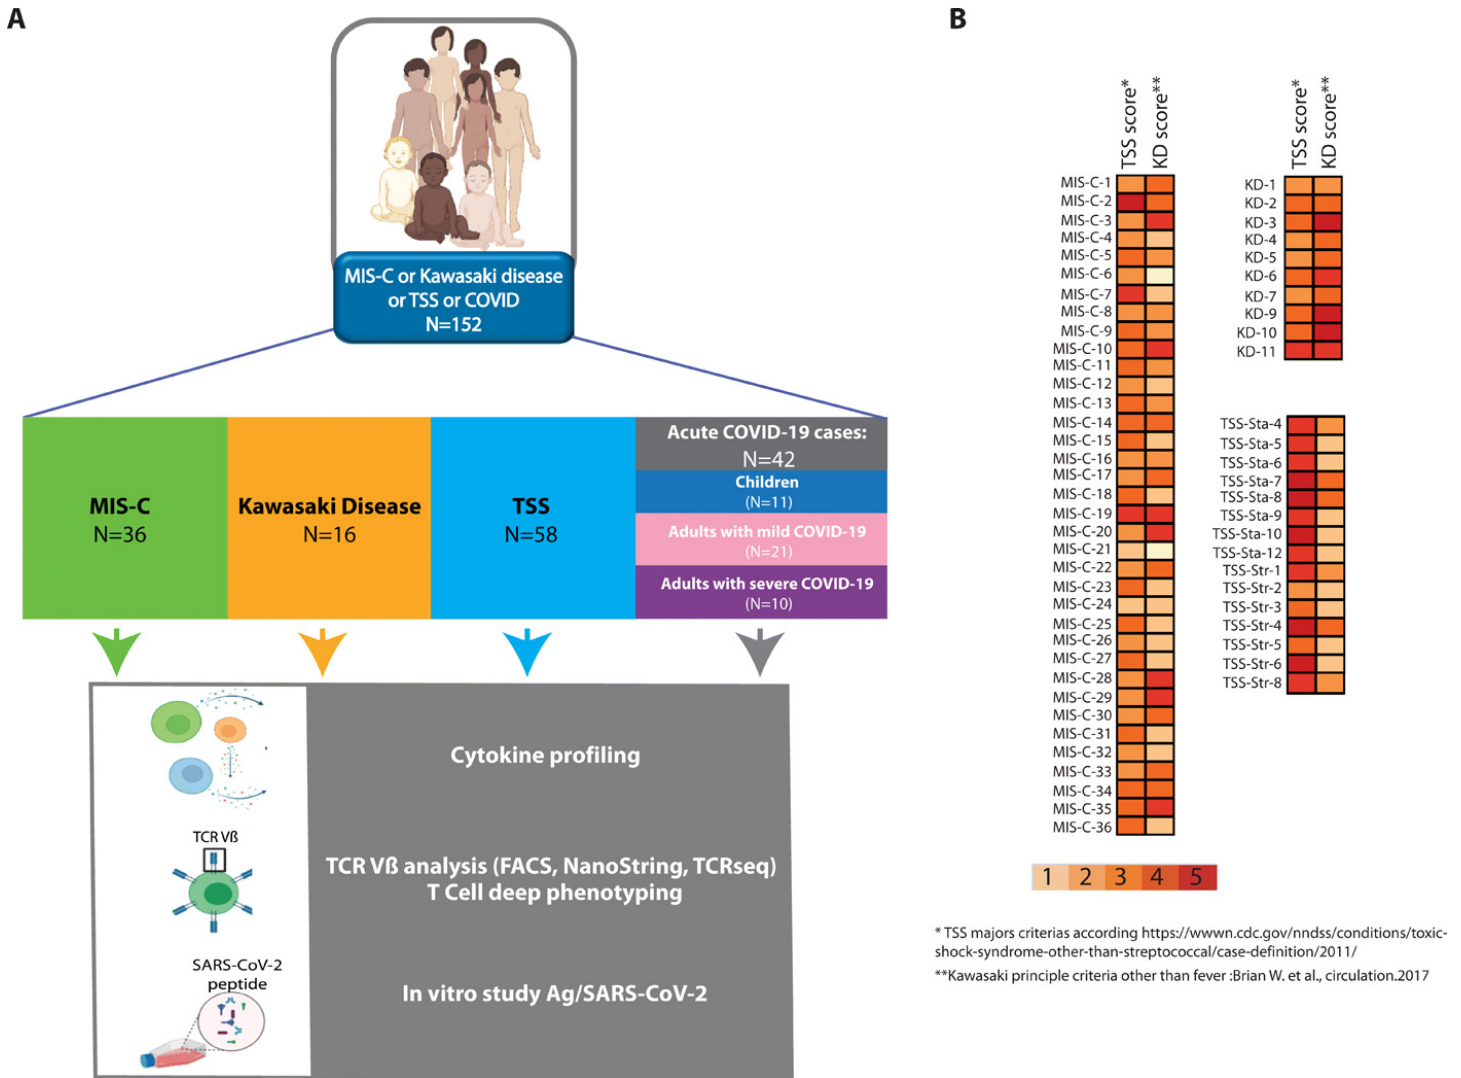 A
MIS-C or Kawasaki disease
or TSS or COVID
N=152
MIS-C
N=36
Kawasaki Disease
N=16
TSS
N=58
Acute COVID-19 cases:
N=42
Children
(N=11)
Adults with mild COVID-19
(N=21)
Adults with severe COVID-19
(N=10)
Cytokine profiling
TCR Vß
TCR Vß analysis (FACS, NanoString, TCRseq)
T Cell deep phenotyping
SARS-CoV-2
peptide
In vitro study Ag/SARS-CoV-2
B
TSS score*
KD score**
MIS-C-1
MIS-C-2
MIS-C-3
MIS-C-4
MIS-C-5
MIS-C-6
MIS-C-7
MIS-C-8
MIS-C-9
MIS-C-10
MIS-C-11
MIS-C-12
MIS-C-13
MIS-C-14
MIS-C-15
MIS-C-16
MIS-C-17
MIS-C-18
MIS-C-19
MIS-C-20
MIS-C-21
MIS-C-22
MIS-C-23
MIS-C-24
MIS-C-25
MIS-C-26
MIS-C-27
MIS-C-28
MIS-C-29
MIS-C-30
MIS-C-31
MIS-C-32
MIS-C-33
MIS-C-34
MIS-C-35
MIS-C-36
TSS score*
KD score**
KD-1
KD-2
KD-3
KD-4
KD-5
KD-6
KD-7
KD-9
KD-10
KD-11
TSS-Sta-4
TSS-Sta-5
TSS-Sta-6
TSS-Sta-7
TSS-Sta-8
TSS-Sta-9
TSS-Sta-10
TSS-Sta-12
TSS-Str-1
TSS-Str-2
TSS-Str-3
TSS-Str-4
TSS-Str-5
TSS-Str-6
TSS-Str-8
1 2 3 4 5
* TSS majors criterias according https://wwwn.cdc.gov/nndss/conditions/toxic-
shock-syndrome-other-than-streptococcal/case-definition/2011/
**Kawasaki principle criteria other than fever :Brian W. et al., circulation.2017